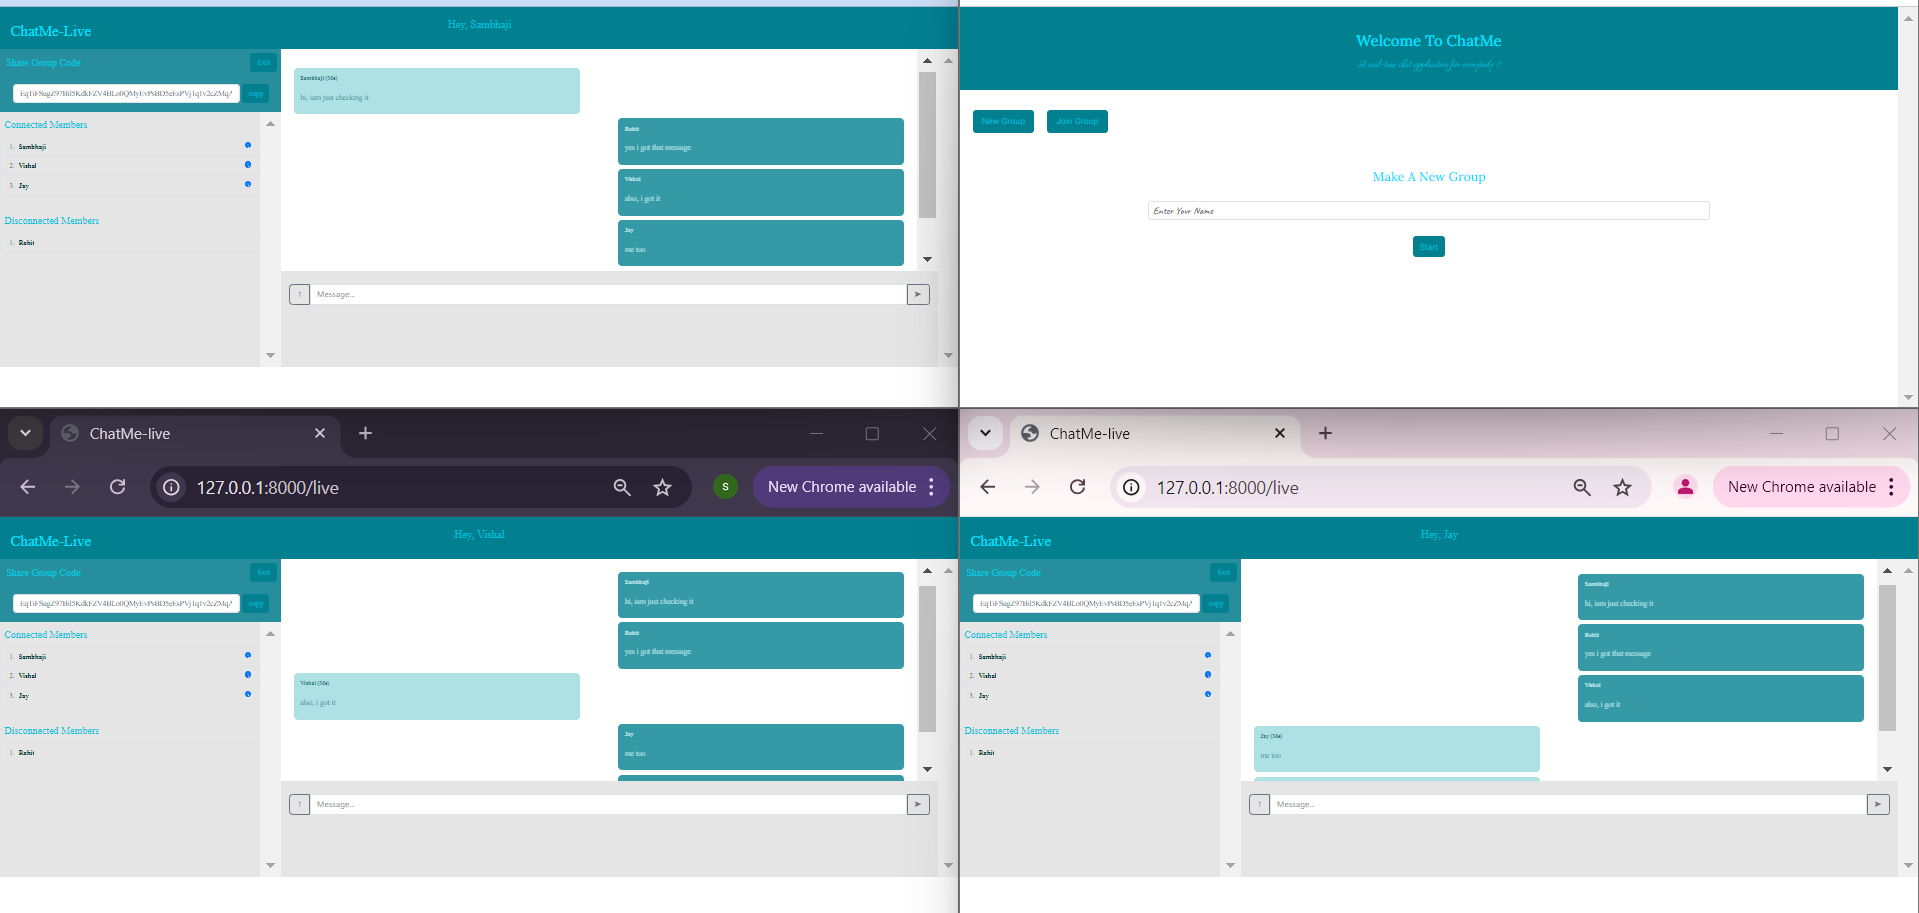 Hey, Sambhaji
ChatMe-Live
Share Group Code
Exit
copy
Connected Members
1. Sambhaji
2. Vishal
3. Jay
Disconnected Members
1. Rohit
Sambhaji (Me)
hi, iam just checking it
Rohit
yes i got that message
Vishal
also, i got it
Jay
me too
↑ Message... ➤
Welcome To ChatMe
A real-time chat application for everybody !!
New Group Join Group
Make A New Group
Enter Your Name
Start
ChatMe-live
127.0.0.1:8000/live
S
New Chrome available
Hey, Vishal
ChatMe-Live
Share Group Code
Exit
copy
Connected Members
1. Sambhaji
2. Vishal
3. Jay
Disconnected Members
1. Rohit
Sambhaji
hi, iam just checking it
Rohit
yes i got that message
Vishal (Me)
also, i got it
Jay
me too
↑ Message... ➤
ChatMe-live
127.0.0.1:8000/live
New Chrome available
Hey, Jay
ChatMe-Live
Share Group Code
Exit
copy
Connected Members
1. Sambhaji
2. Vishal
3. Jay
Disconnected Members
1. Rohit
Sambhaji
hi, iam just checking it
Rohit
yes i got that message
Vishal
also, i got it
Jay (Me)
me too
↑ Message... ➤